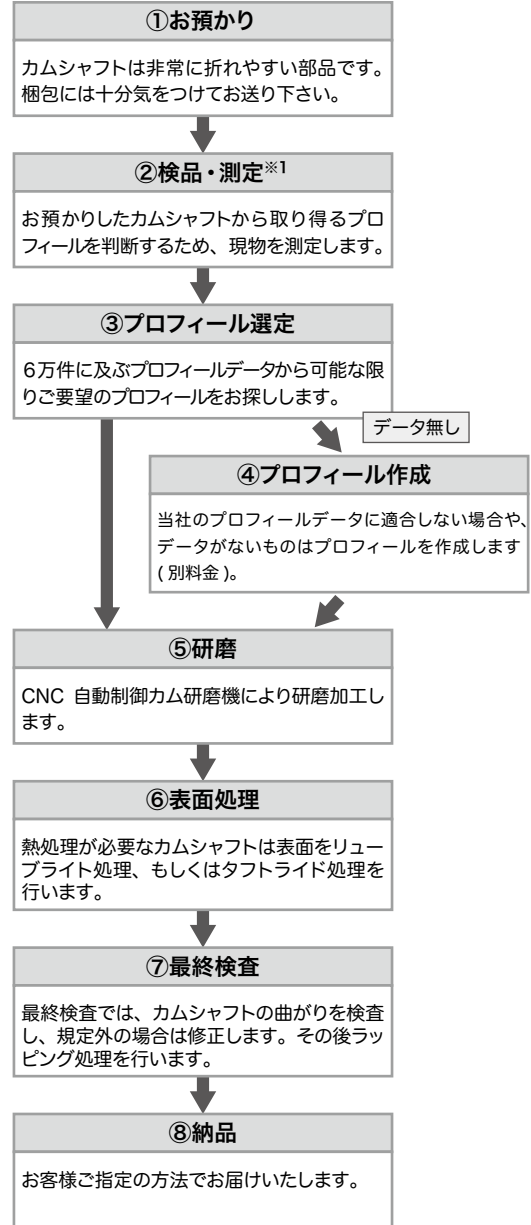 ①お預かり
カムシャフトは非常に折れやすい部品です。
梱包には十分気をつけてお送り下さい。
②検品・測定※1
お預かりしたカムシャフトから取り得るプロ
フィールを判断するため、現物を測定します。
③プロフィール選定
6万件に及ぶプロフィールデータから可能な限
りご要望のプロフィールをお探しします。
データ無し
④プロフィール作成
当社のプロフィールデータに適合しない場合や、
データがないものはプロフィールを作成します
(別料金)。
⑤研磨
CNC 自動制御カム研磨機により研磨加工し
ます。
⑥表面処理
熱処理が必要なカムシャフトは表面をリュー
ブライト処理、もしくはタフトライド処理を
行います。
⑦最終検査
最終検査では、カムシャフトの曲がりを検査
し、規定外の場合は修正します。その後ラッ
ピング処理を行います。
⑧納品
お客様ご指定の方法でお届けいたします。